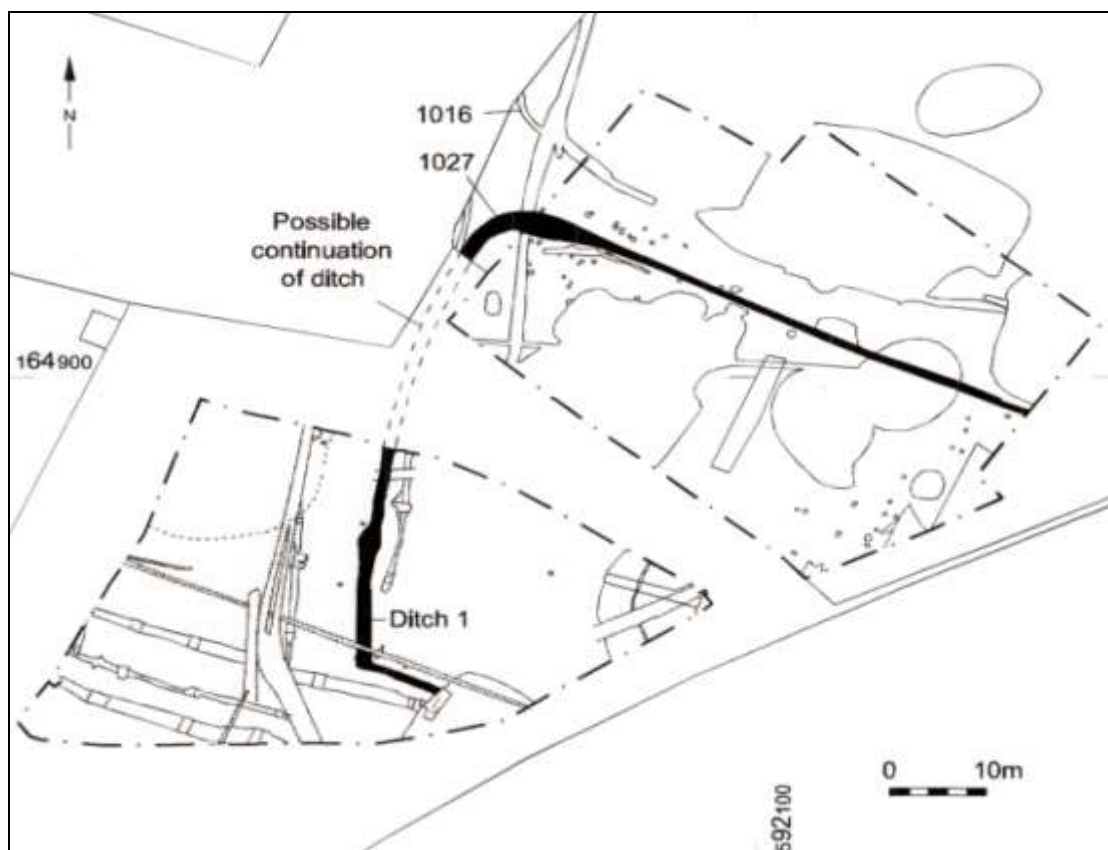 N
1016
1027
Possible
continuation
of ditch
164900
Ditch 1
0 10m
592100